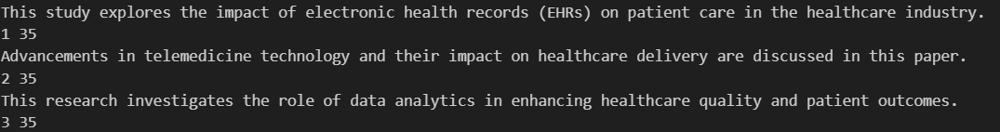 This study explores the impact of electronic health records (EHRs) on patient care in the healthcare industry.
1 35
Advancements in telemedicine technology and their impact on healthcare delivery are discussed in this paper.
2 35
This research investigates the role of data analytics in enhancing healthcare quality and patient outcomes.
3 35